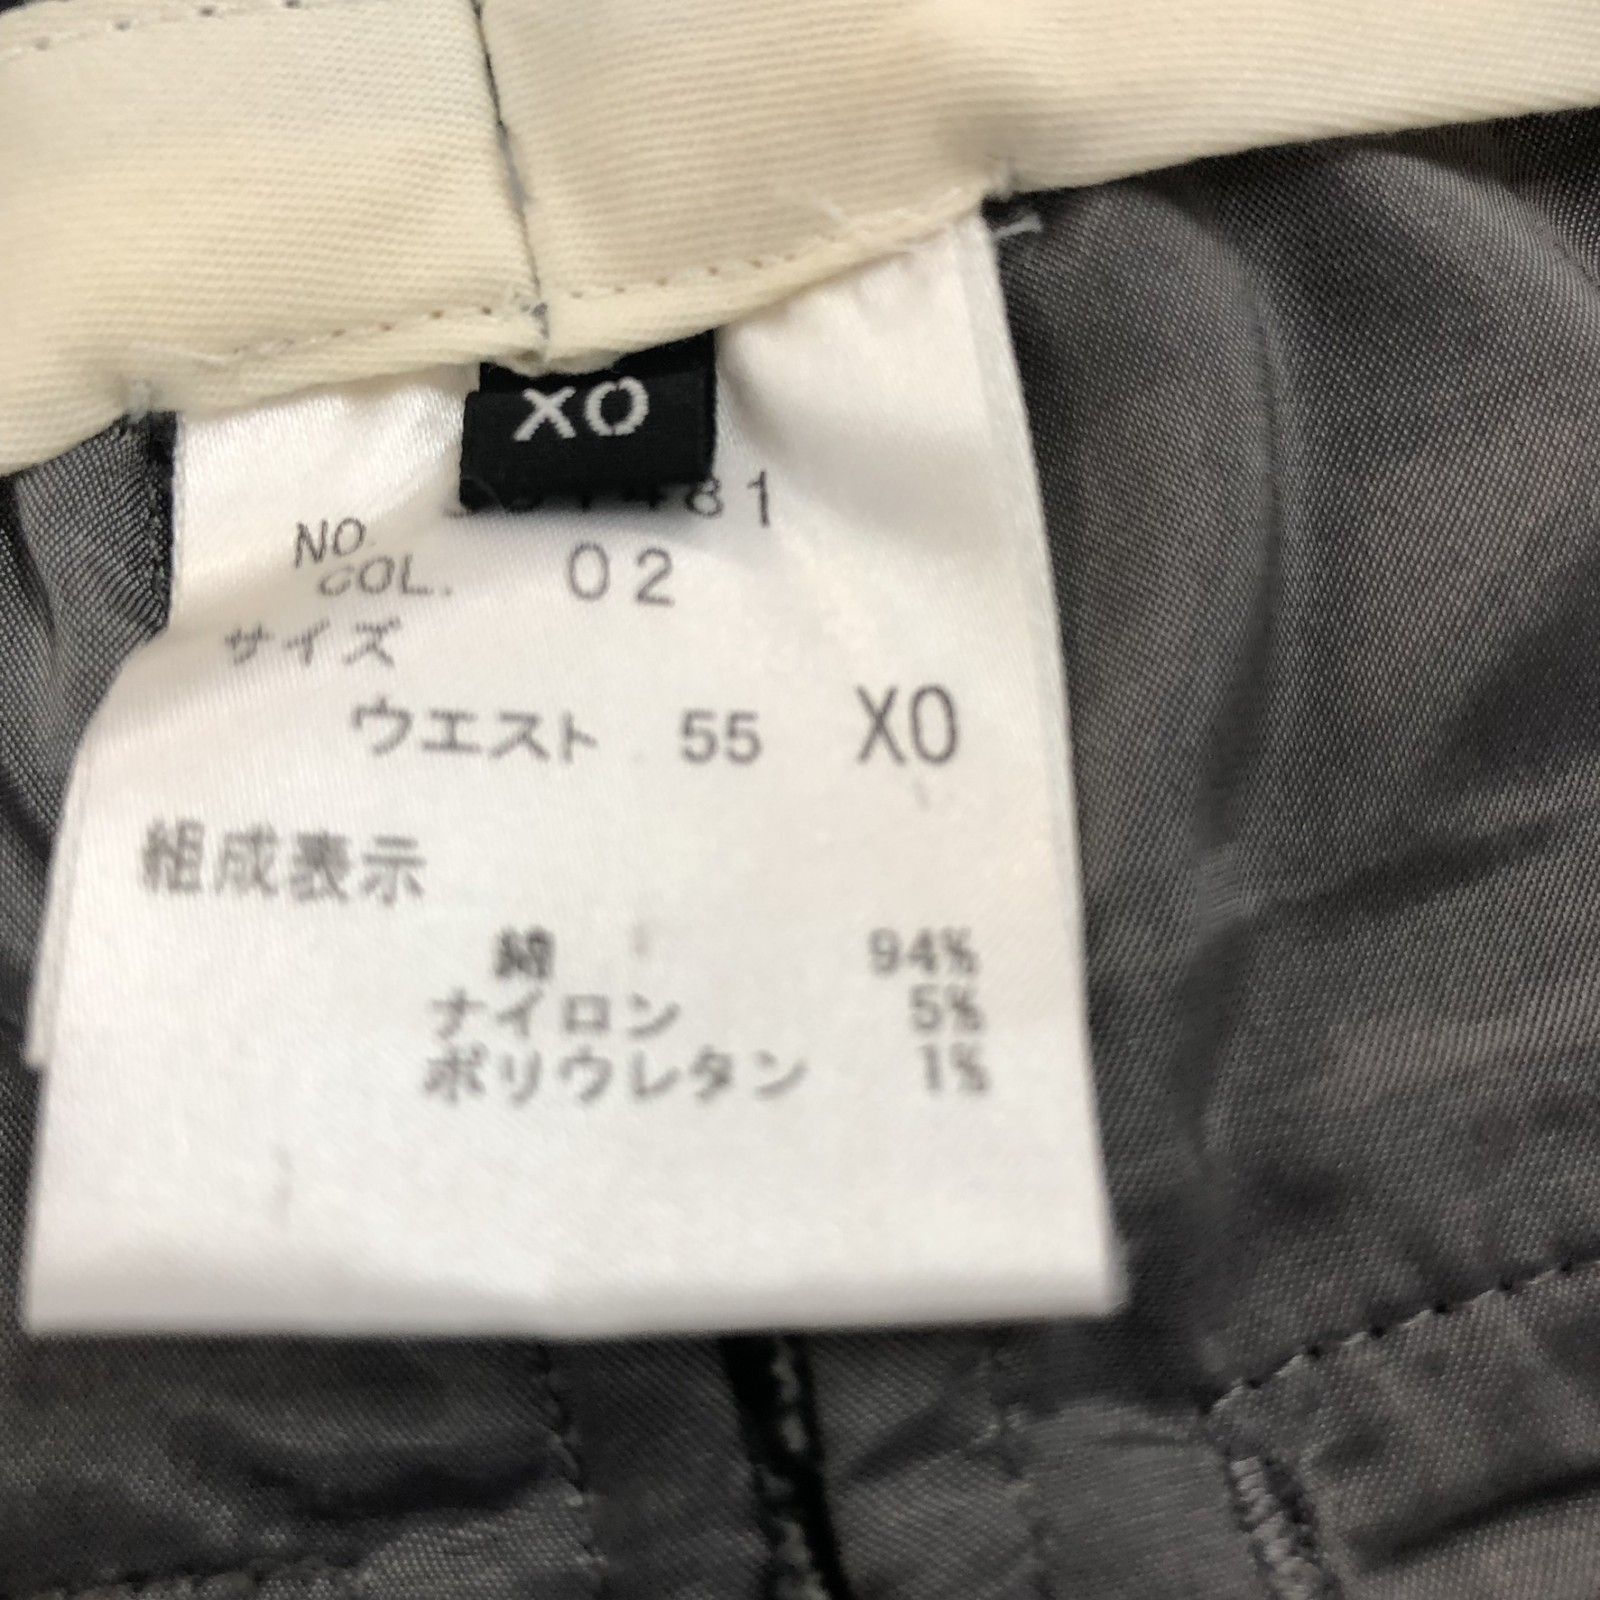 XO
NO.
COL. 02
サイズ
ウエスト 55 XO
組成表示
綿 94%
ナイロン 5%
ポリウレタン 1%